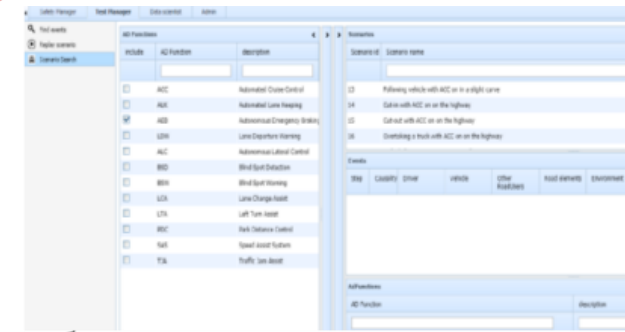 Safety Manager Test Manager Data scientist Admin
Find events
Replay scenario
Scenario Search
AD Functions
include AD Function description
ACC Automated Cruise Control
Automated Lane Keeping
AEB Autonomous Emergency Braking
LDW Lane Departure Warning
ALC Autonomous Lateral Control
BSD Blind Spot Detection
BSW Blind Spot Warning
LCA Lane Change Assist
LTA Left Turn Assist
PDC Park Distance Control
SAS Speed Assist System
TJA Traffic Jam Assist
Scenarios
Scenario id Scenario name
13 Following vehicle with ACC on in a slight curve
14 Cut-in with ACC on on the highway
15 Cut-out with ACC on on the highway
16 Overtaking a truck with ACC on on the highway
Events
Step Causality Driver Vehicle Other RoadUsers Road elements Environment
ADFunctions
AD Function description